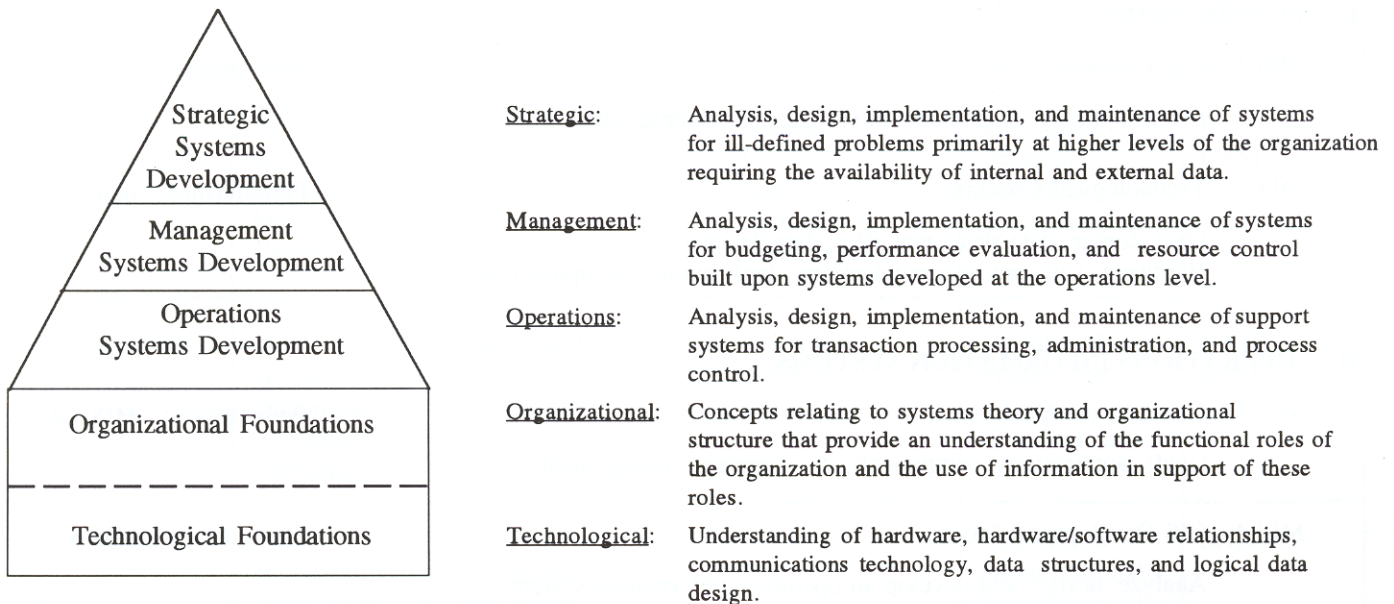 Strategic
Systems
Development
Management
Systems Development
Operations
Systems Development
Organizational Foundations
Technological Foundations
Strategic: Analysis, design, implementation, and maintenance of systems
for ill-defined problems primarily at higher levels of the organization
requiring the availability of internal and external data.
Management: Analysis, design, implementation, and maintenance of systems
for budgeting, performance evaluation, and resource control
built upon systems developed at the operations level.
Operations: Analysis, design, implementation, and maintenance of support
systems for transaction processing, administration, and process
control.
Organizational: Concepts relating to systems theory and organizational
structure that provide an understanding of the functional roles of
the organization and the use of information in support of these
roles.
Technological: Understanding of hardware, hardware/software relationships,
communications technology, data structures, and logical data
design.